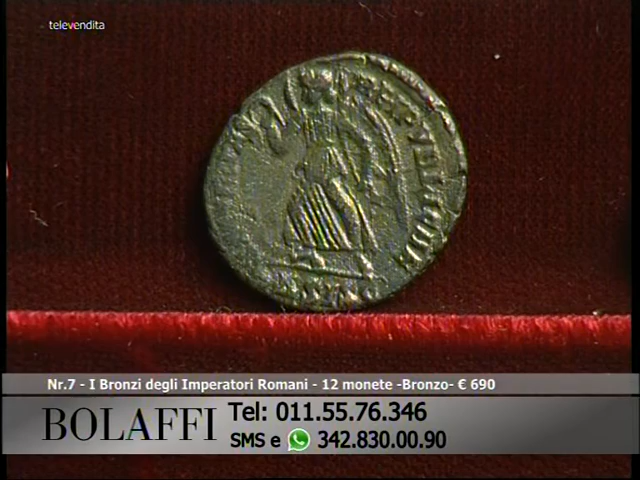 televendita
REIPVBLICAE
Nr.7 - I Bronzi degli Imperatori Romani - 12 monete -Bronzo- € 690
BOLAFFI
Tel: 011.55.76.346
SMS e 342.830.00.90